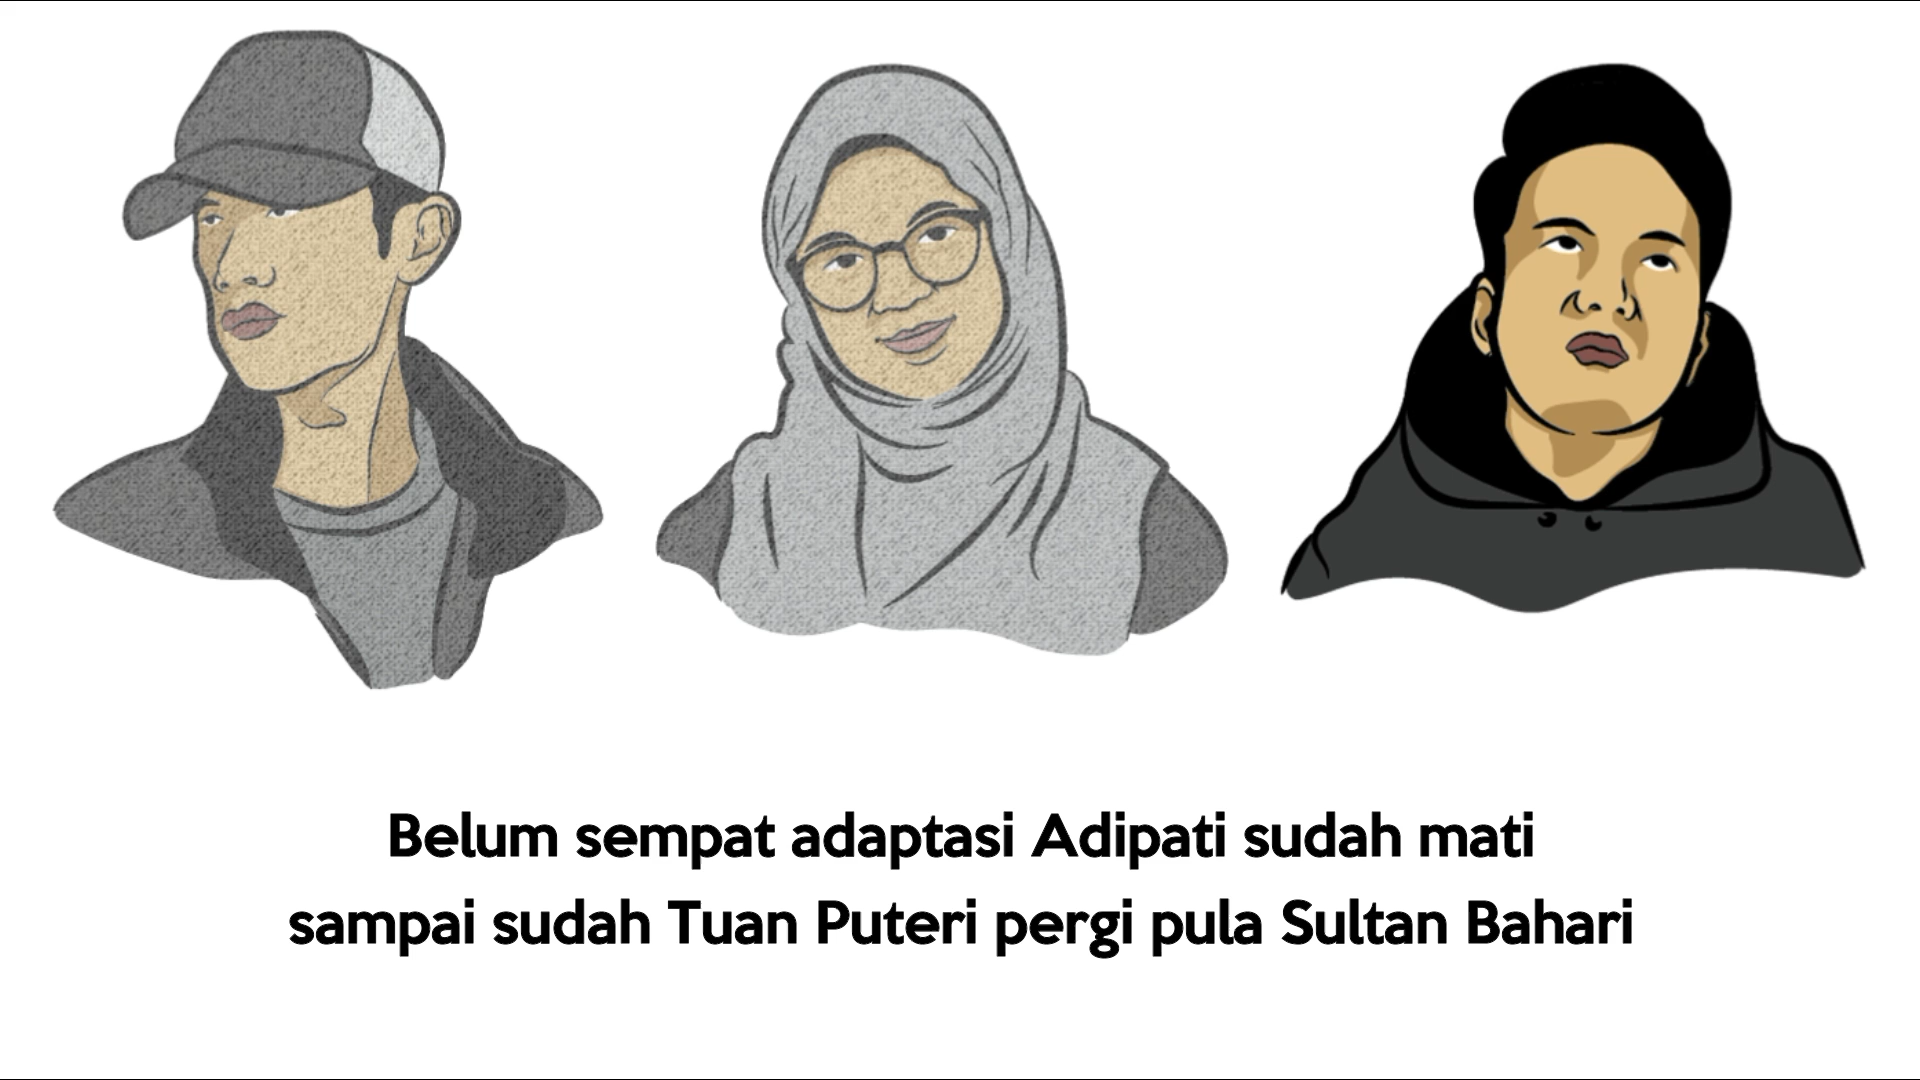 Belum sempat adaptasi Adipati sudah mati
sampai sudah Tuan Puteri pergi pula Sultan Bahari